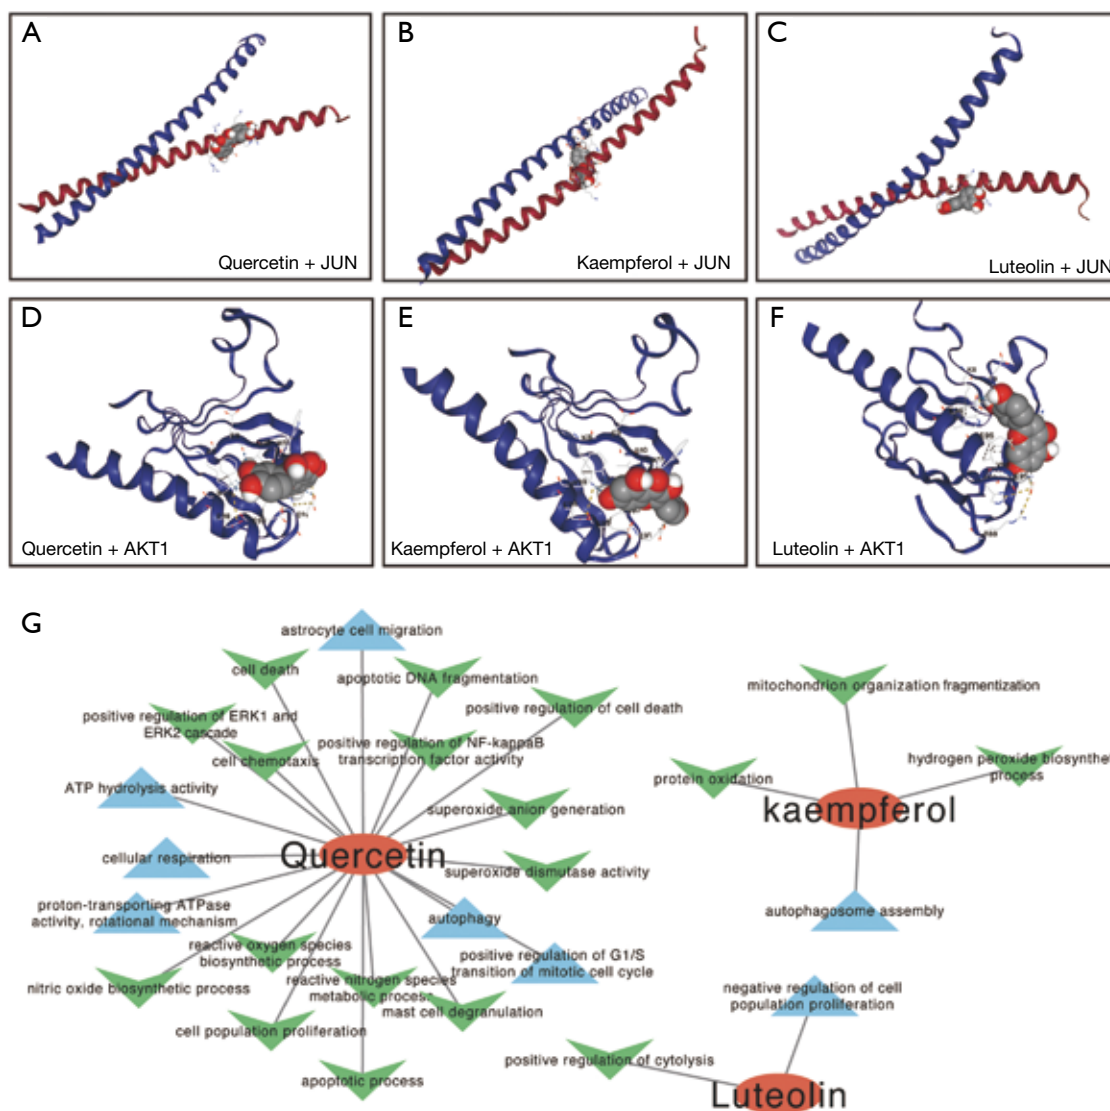 A
B
C
Quercetin + JUN
Kaempferol + JUN
Luteolin + JUN
D
E
F
Quercetin + AKT1
Kaempferol + AKT1
Luteolin + AKT1
G
astrocyte cell migration
cell death
apoptotic DNA fragmentation
positive regulation of cell death
positive regulation of ERK1 and
ERK2 cascade
cell chemotaxis
positive regulation of NF-kappaB
transcription factor activity
ATP hydrolysis activity
superoxide anion generation
Quercetin
cellular respiration
superoxide dismutase activity
proton-transporting ATPase
activity, rotational mechanism
autophagy
reactive oxygen species
biosynthetic process
positive regulation of G1/S
transition of mitotic cell cycle
nitric oxide biosynthetic process
reactive nitrogen species
metabolic proces
mast cell degranulation
cell population proliferation
apoptotic process
mitochondrion organization fragmentization
protein oxidation
hydrogen peroxide biosynthet
process
kaempferol
autophagosome assembly
negative regulation of cell
population proliferation
positive regulation of cytolysis
Luteolin